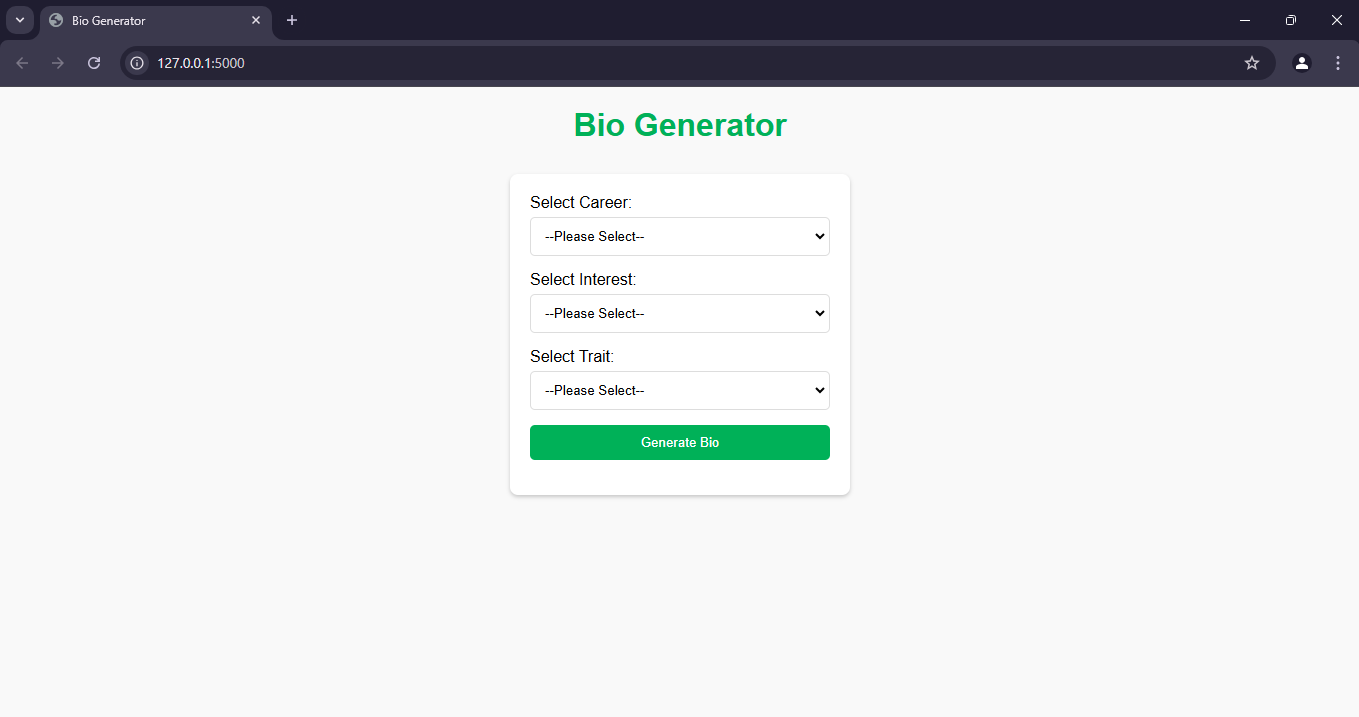 Bio Generator
127.0.0.1:5000
Bio Generator
Select Career:
--Please Select--
Select Interest:
--Please Select--
Select Trait:
--Please Select--
Generate Bio